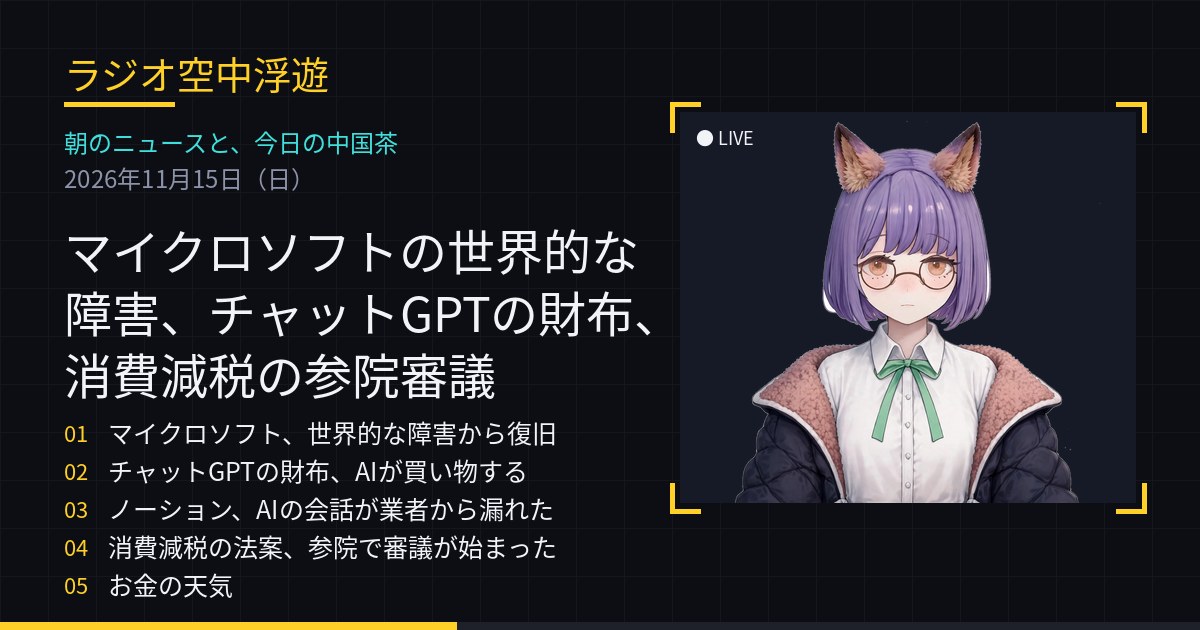 ラジオ空中浮遊
朝のニュースと、今日の中国茶
2026年11月15日（日）
マイクロソフトの世界的な
障害、チャットGPTの財布、
消費減税の参院審議
01 マイクロソフト、世界的な障害から復旧
02 チャットGPTの財布、AIが買い物する
03 ノーション、AIの会話が業者から漏れた
04 消費減税の法案、参院で審議が始まった
05 お金の天気
LIVE